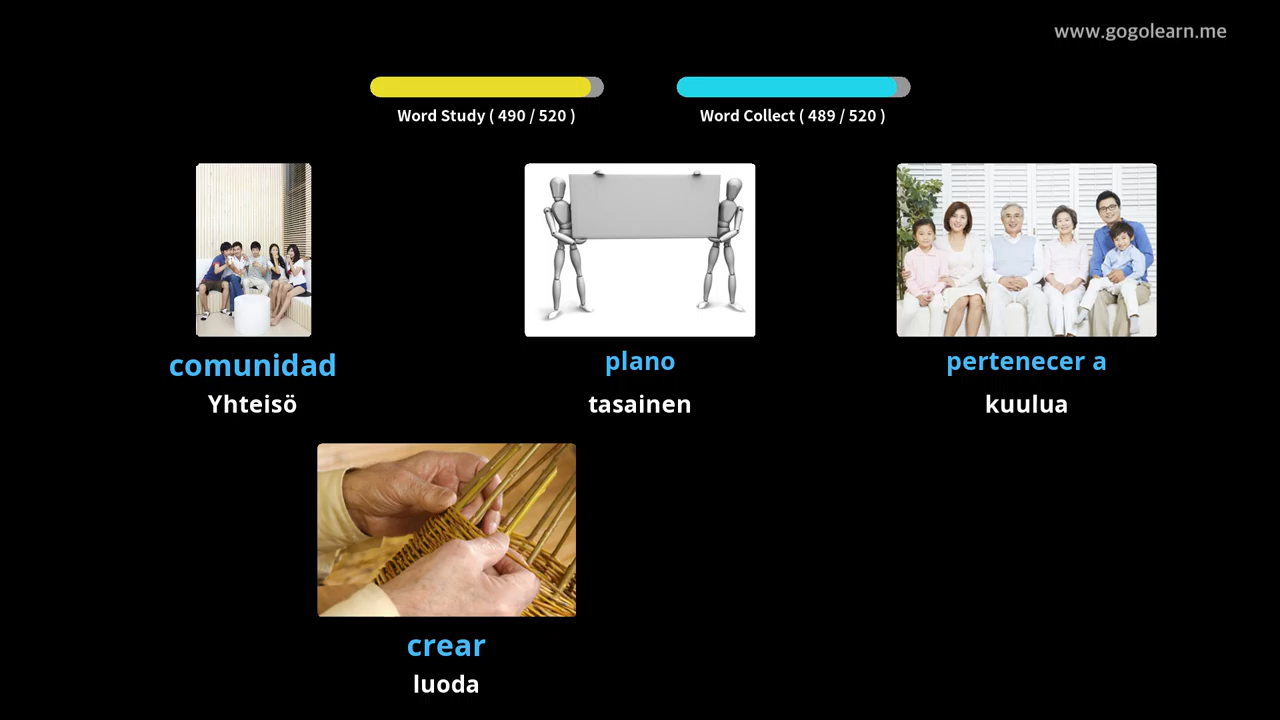 www.gogolearn.me
Word Study ( 490 / 520 )
Word Collect ( 489 / 520 )
comunidad
Yhteisö
plano
tasainen
pertenecer a
kuulua
crear
luoda